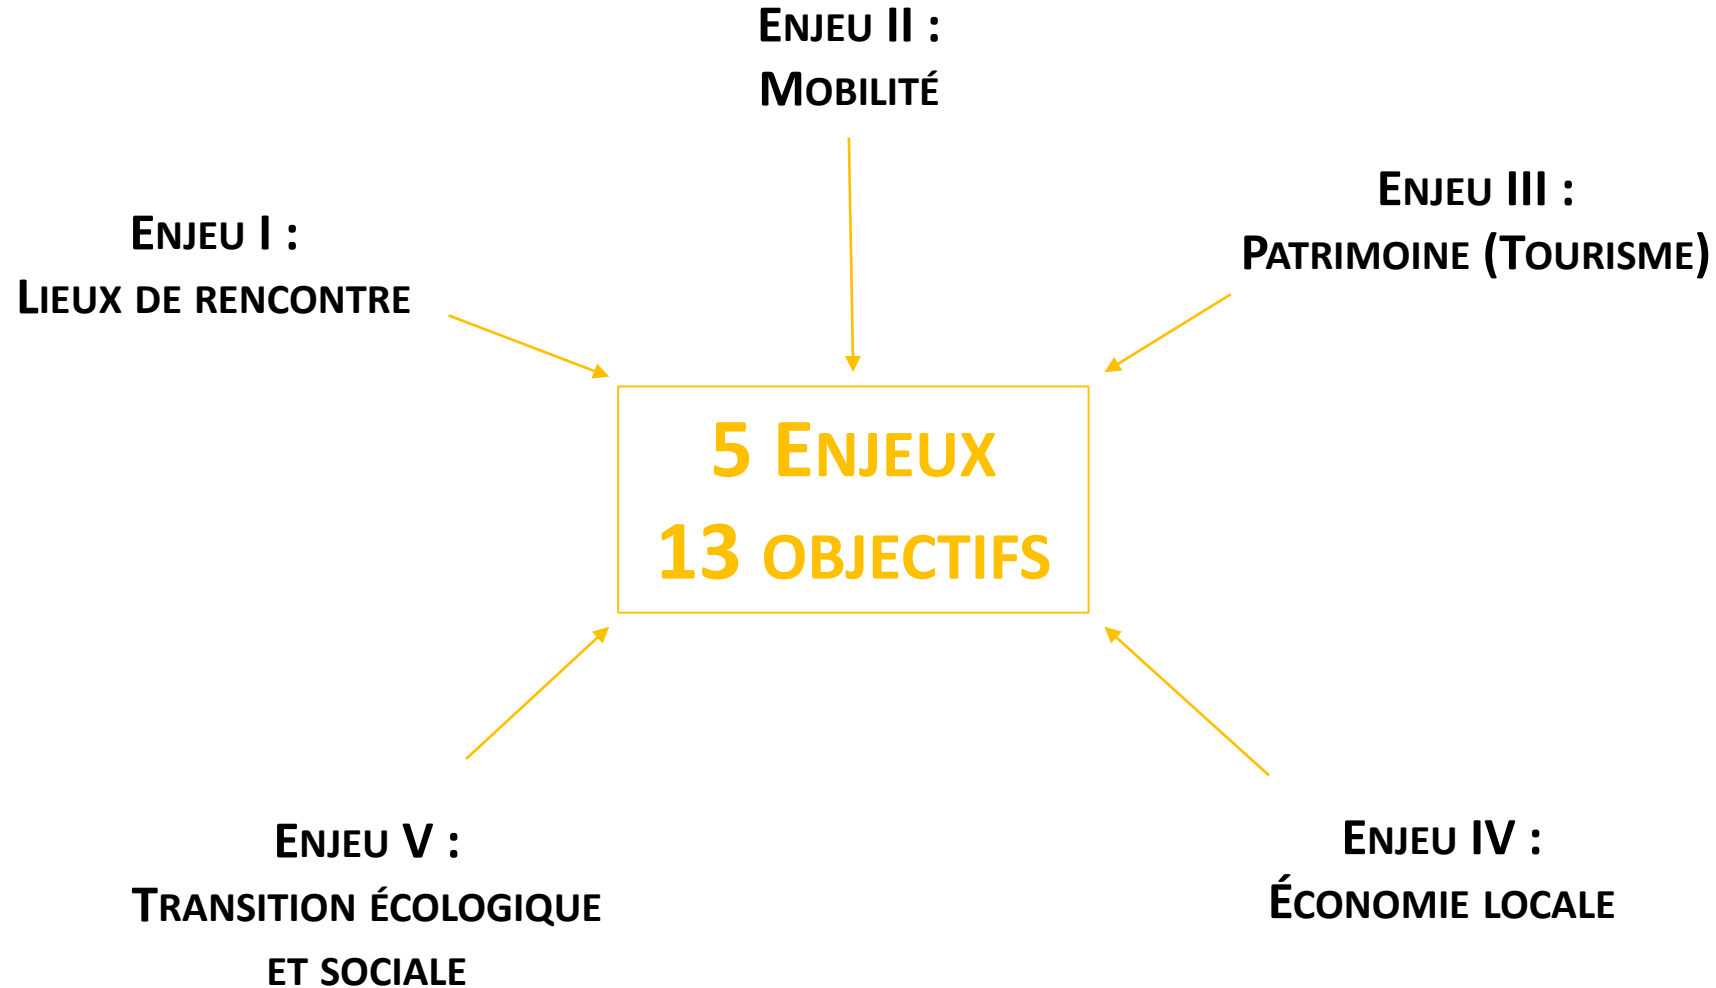 Enjeu I :
Lieux de rencontre
Enjeu II :
Mobilité
Enjeu III :
Patrimoine (Tourisme)
5 Enjeux
13 objectifs
Enjeu V :
Transition écologique
et sociale
Enjeu IV :
Économie locale